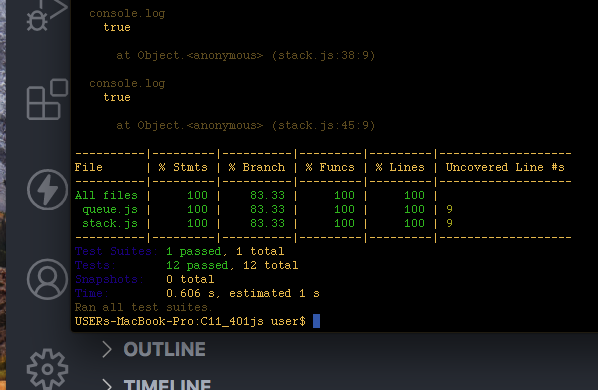 console.log
true
at Object.<anonymous> (stack.js:38:9)
console.log
true
at Object.<anonymous> (stack.js:45:9)
----------|---------|----------|---------|---------|-------------------
File      | % Stmts | % Branch | % Funcs | % Lines | Uncovered Line #s
----------|---------|----------|---------|---------|-------------------
All files |     100 |    83.33 |     100 |     100 |
 queue.js |     100 |    83.33 |     100 |     100 | 9
 stack.js |     100 |    83.33 |     100 |     100 | 9
----------|---------|----------|---------|---------|-------------------
Test Suites: 1 passed, 1 total
Tests:       12 passed, 12 total
Snapshots:   0 total
Time:        0.606 s, estimated 1 s
Ran all test suites.
USERs-MacBook-Pro:C11_401js user$
OUTLINE
TIMELINE